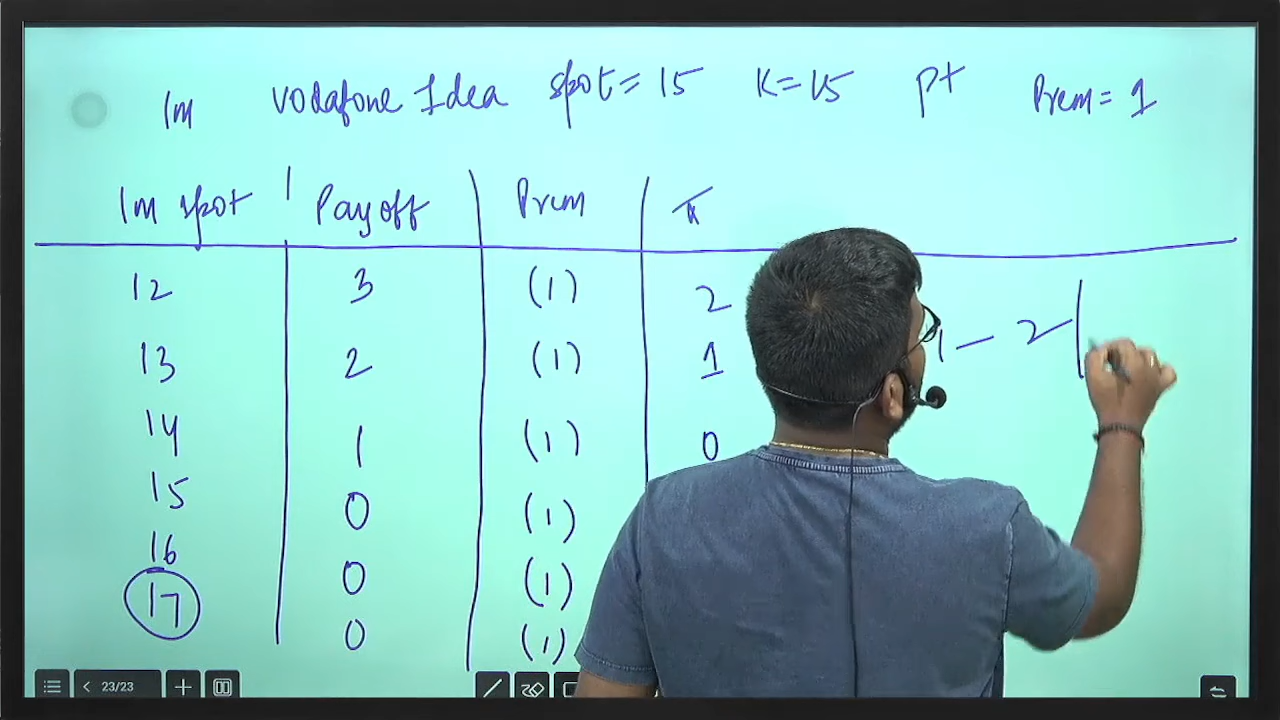 1m Vodafone Idea spot = 15 K = 15 P+ Prem = 1
1m spot Payoff Prem π
12 3 (1) 2
13 2 (1) 1 1 - 2
14 1 (1) 0
15 0 (1)
16 0 (1)
17 0 (1)
23/23